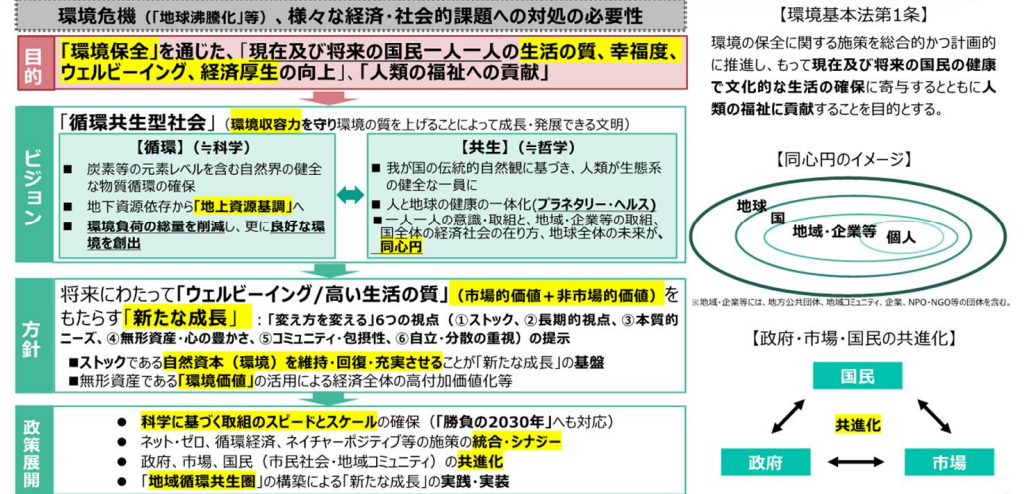 環境危機（「地球沸騰化」等）、様々な経済・社会的課題への対処の必要性
目的
「環境保全」を通じた、「現在及び将来の国民一人一人の生活の質、幸福度、
ウェルビーイング、経済厚生の向上」、「人類の福祉への貢献」
ビジョン
「循環共生型社会」（環境収容力を守り環境の質を上げることによって成長・発展できる文明）
【循環】（≒科学）
■ 炭素等の元素レベルを含む自然界の健全
な物質循環の確保
■ 地下資源依存から「地上資源基調」へ
■ 環境負荷の総量を削減し、更に良好な環
境を創出
【共生】（≒哲学）
■ 我が国の伝統的自然観に基づき、人類が生態系
の健全な一員に
■ 人と地球の健康の一体化(プラネタリー・ヘルス)
■一人一人の意識・取組と、地域・企業等の取組、
国全体の経済社会の在り方、地球全体の未来が、
同心円
方針
将来にわたって「ウェルビーイング/高い生活の質」（市場的価値＋非市場的価値）を
もたらす「新たな成長」：「変え方を変える」6つの視点（①ストック、②長期的視点、③本質的
ニーズ、④無形資産・心の豊かさ、⑤コミュニティ・包摂性、⑥自立・分散の重視）の提示
■ストックである自然資本（環境）を維持・回復・充実させることが「新たな成長」の基盤
■無形資産である「環境価値」の活用による経済全体の高付加価値化等
政策展開
● 科学に基づく取組のスピードとスケールの確保（「勝負の2030年」へも対応）
● ネット・ゼロ、循環経済、ネイチャーポジティブ等の施策の統合・シナジー
● 政府、市場、国民（市民社会・地域コミュニティ）の共進化
● 「地域循環共生圏」の構築による「新たな成長」の実践・実装
【環境基本法第1条】
環境の保全に関する施策を総合的かつ計画的
に推進し、もって現在及び将来の国民の健康
で文化的な生活の確保に寄与するとともに人
類の福祉に貢献することを目的とする。
【同心円のイメージ】
地球
国
地域・企業等
個人
※地域・企業等には、地方公共団体、地域コミュニティ、企業、NPO・NGO等の団体を含む。
【政府・市場・国民の共進化】
国民
共進化
政府
市場